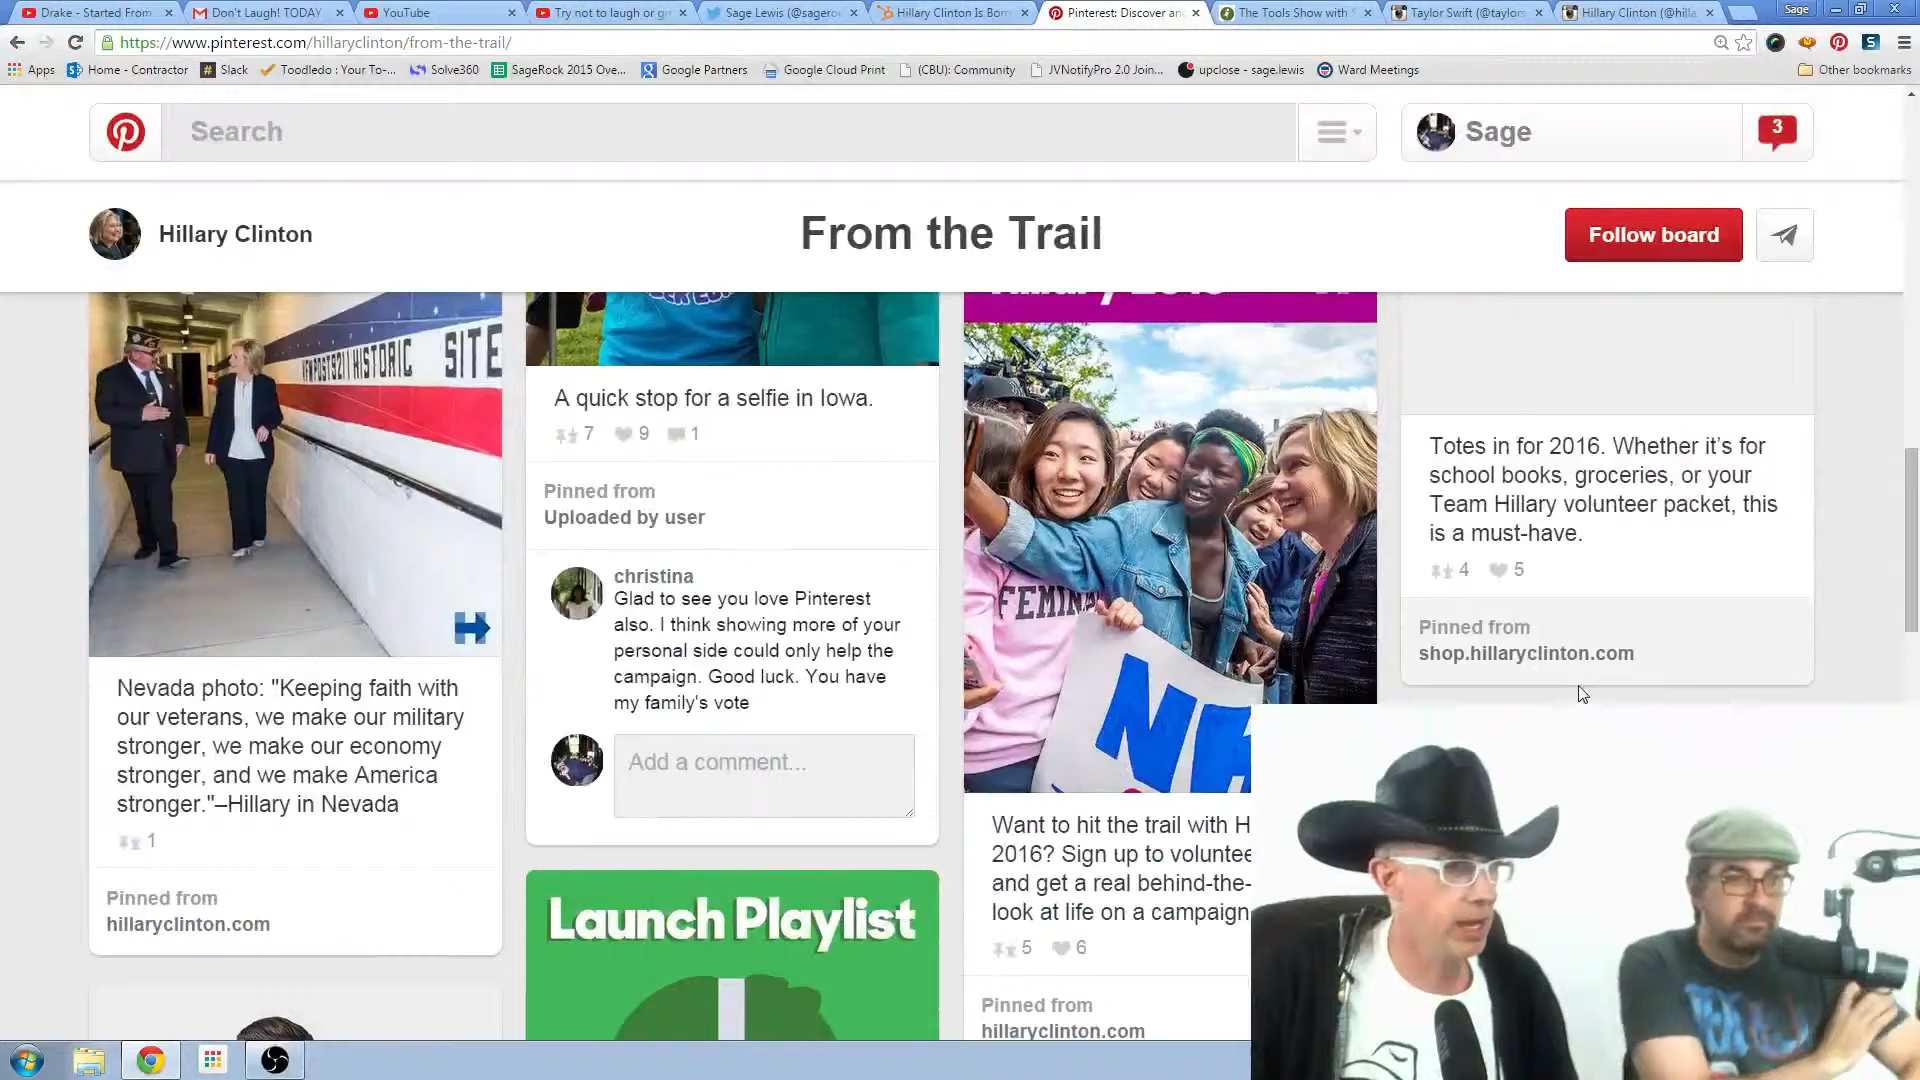 Drake - Started From
Don't Laugh! TODAY
YouTube
Try not to laugh or gr
Sage Lewis (@sagero
Hillary Clinton Is Born
Pinterest: Discover an
The Tools Show with
Taylor Swift (@taylors
Hillary Clinton (@hilla
Sage
https://www.pinterest.com/hillaryclinton/from-the-trail/
Apps
Home - Contractor
Slack
Toodledo : Your To-...
Solve360
SageRock 2015 Ove...
Google Partners
Google Cloud Print
(CBU): Community
JVNotifyPro 2.0 Join...
upclose - sage.lewis
Ward Meetings
Other bookmarks
Search
Sage
3
Hillary Clinton
From the Trail
Follow board
HISTORIC SITE
Nevada photo: "Keeping faith with
our veterans, we make our military
stronger, we make our economy
stronger, and we make America
stronger."–Hillary in Nevada
1
Pinned from
hillaryclinton.com
A quick stop for a selfie in Iowa.
7 9 1
Pinned from
Uploaded by user
christina
Glad to see you love Pinterest
also. I think showing more of your
personal side could only help the
campaign. Good luck. You have
my family's vote
Add a comment...
Launch Playlist
FEMIN
Want to hit the trail with H
2016? Sign up to voluntee
and get a real behind-the-
look at life on a campaign
5 6
Pinned from
hillaryclinton.com
Totes in for 2016. Whether it's for
school books, groceries, or your
Team Hillary volunteer packet, this
is a must-have.
4 5
Pinned from
shop.hillaryclinton.com